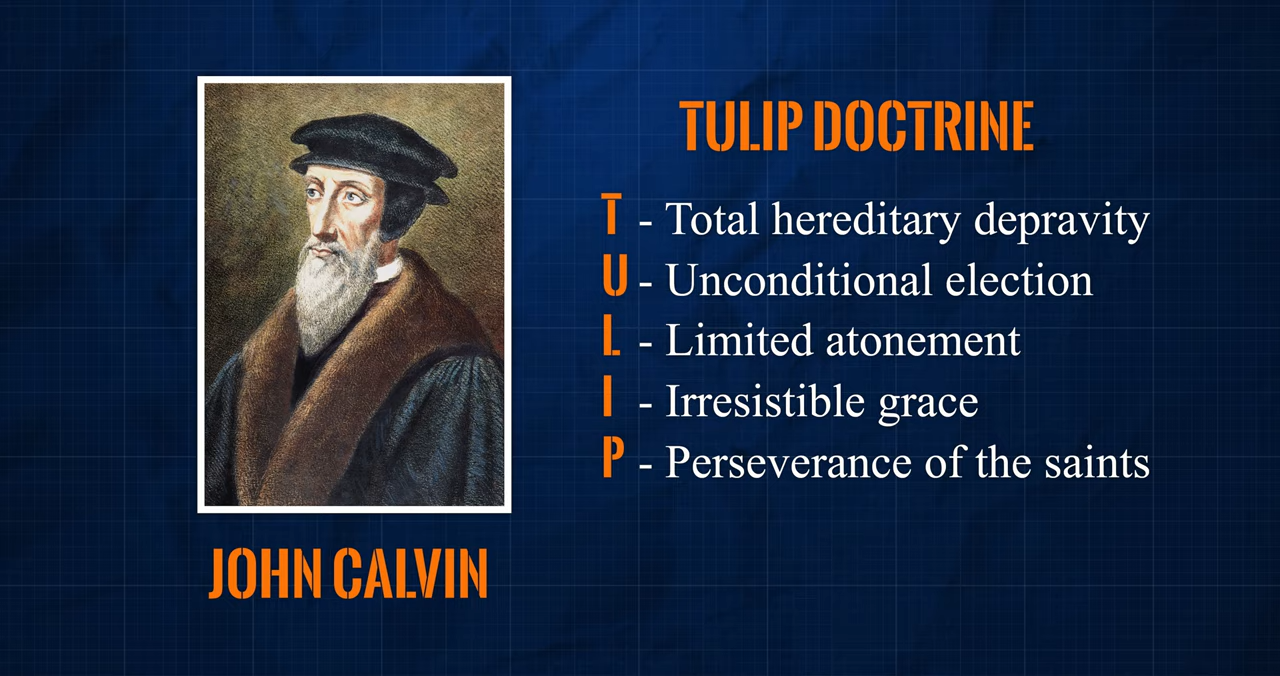 TULIP DOCTRINE
T - Total hereditary depravity
U - Unconditional election
L - Limited atonement
I - Irresistible grace
P - Perseverance of the saints
JOHN CALVIN